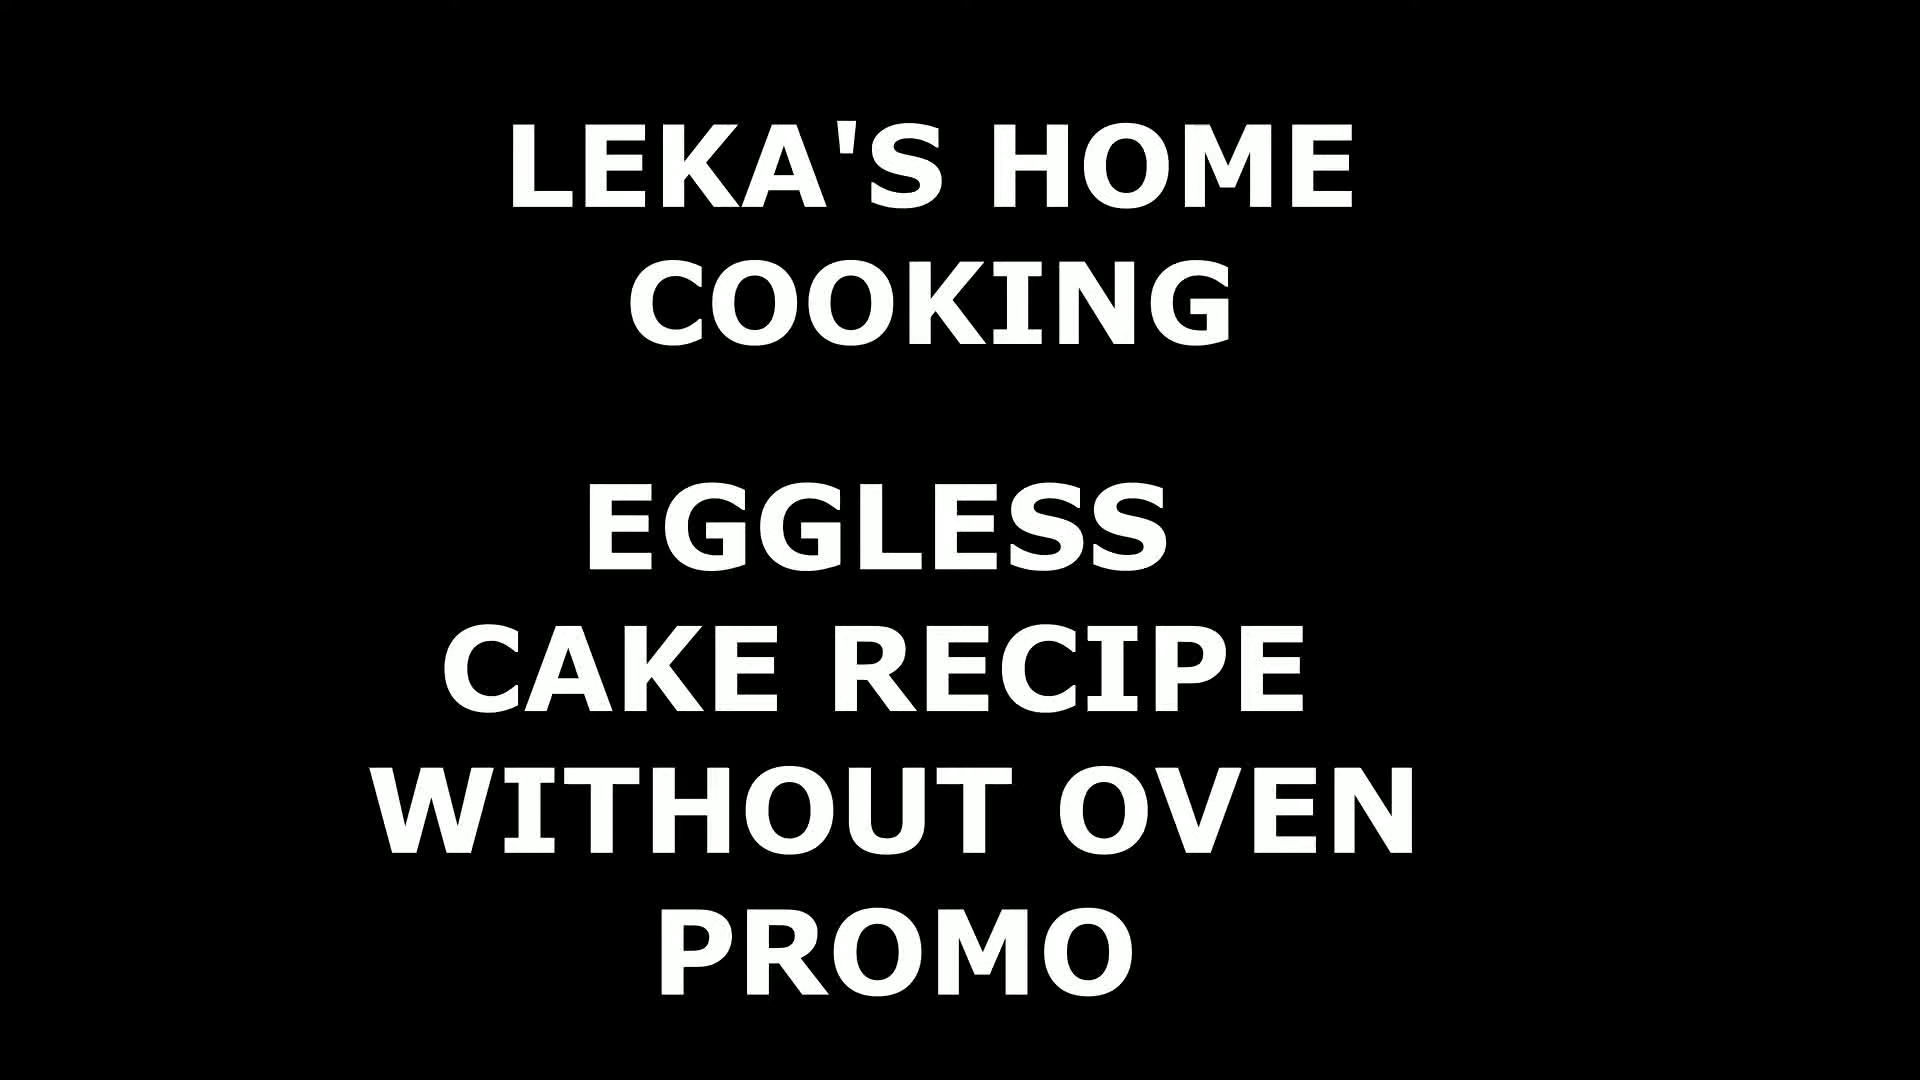 LEKA'S HOME
COOKING
EGGLESS
CAKE RECIPE
WITHOUT OVEN
PROMO